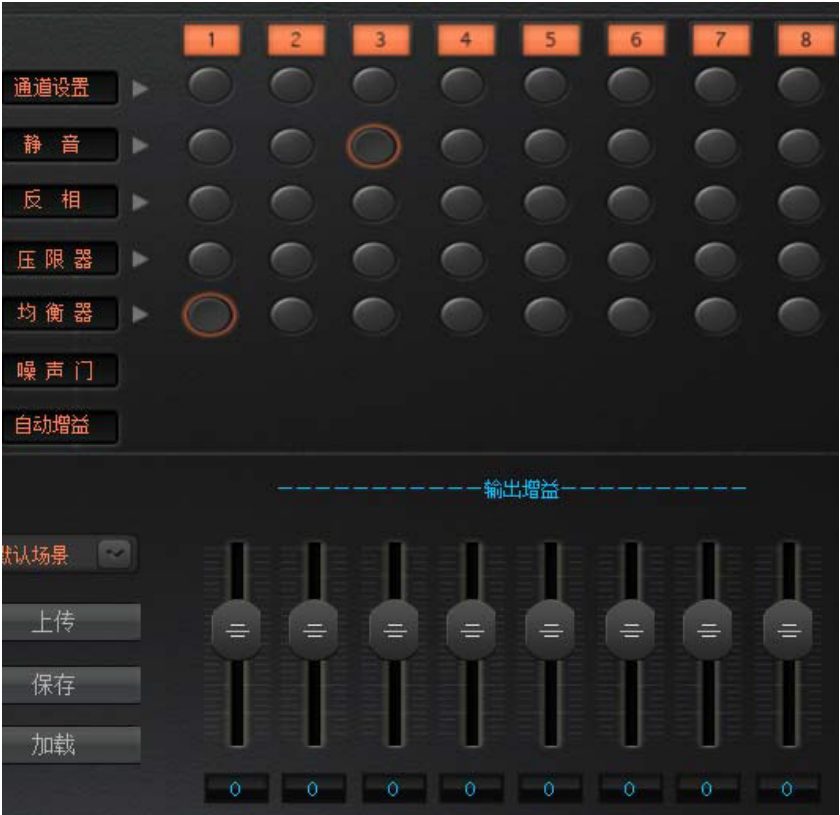 1 2 3 4 5 6 7 8
通道设置
静 音
反 相
压 限 器
均 衡 器
噪 声 门
自动增益
-----------输出增益----------
默认场景
上传
保存
加载
0 0 0 0 0 0 0 0